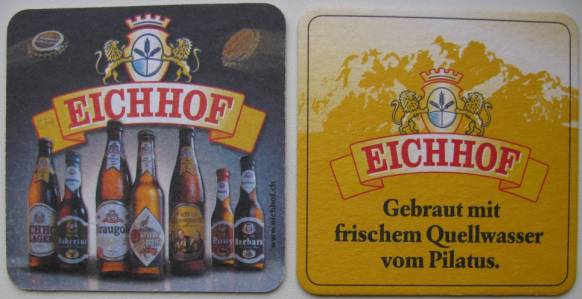 EICHHOF
www.eichhof.ch
EICHHOF
Gebraut mit
frischem Quellwasser
vom Pilatus.